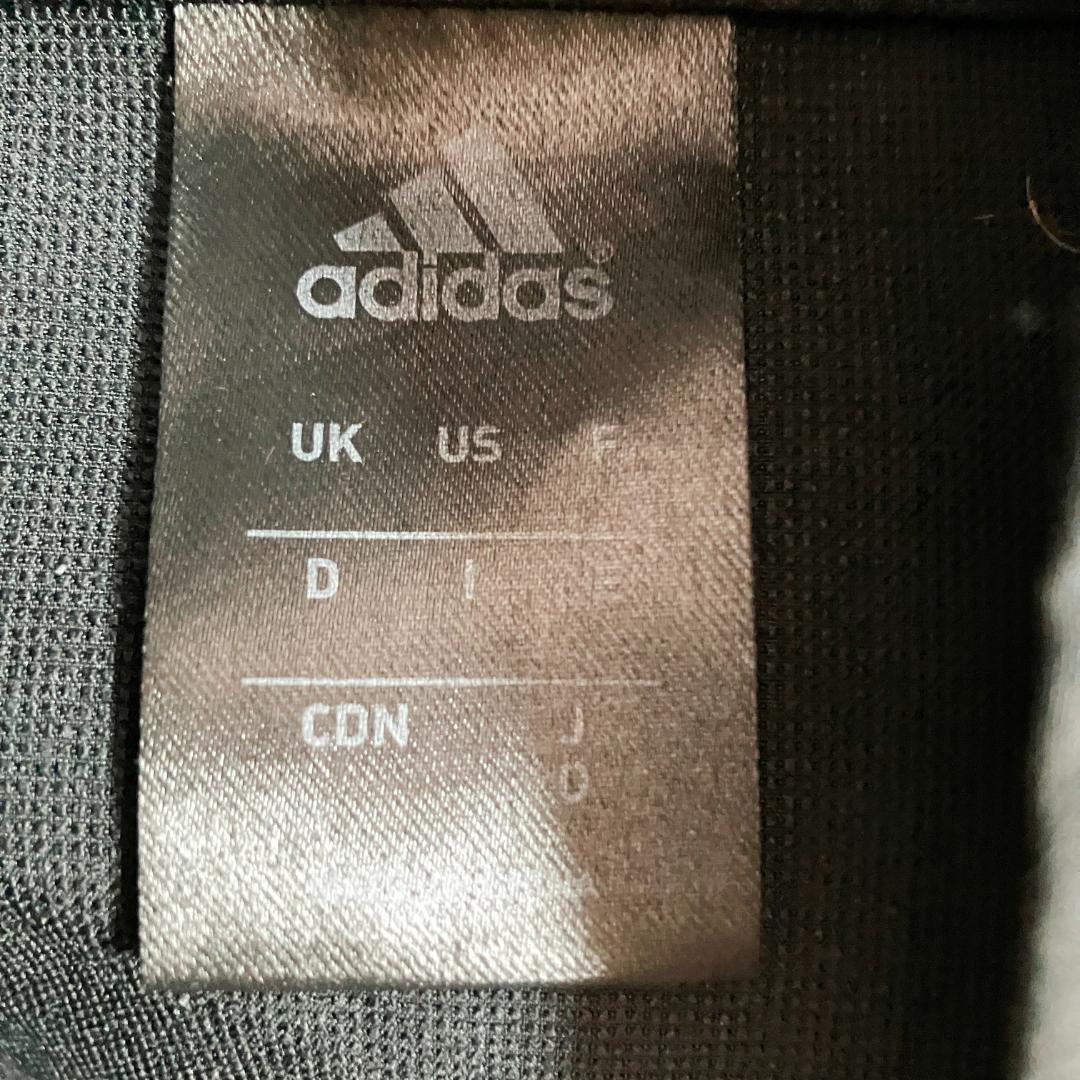 adidas®
UK US F
D I E
CDN J
O